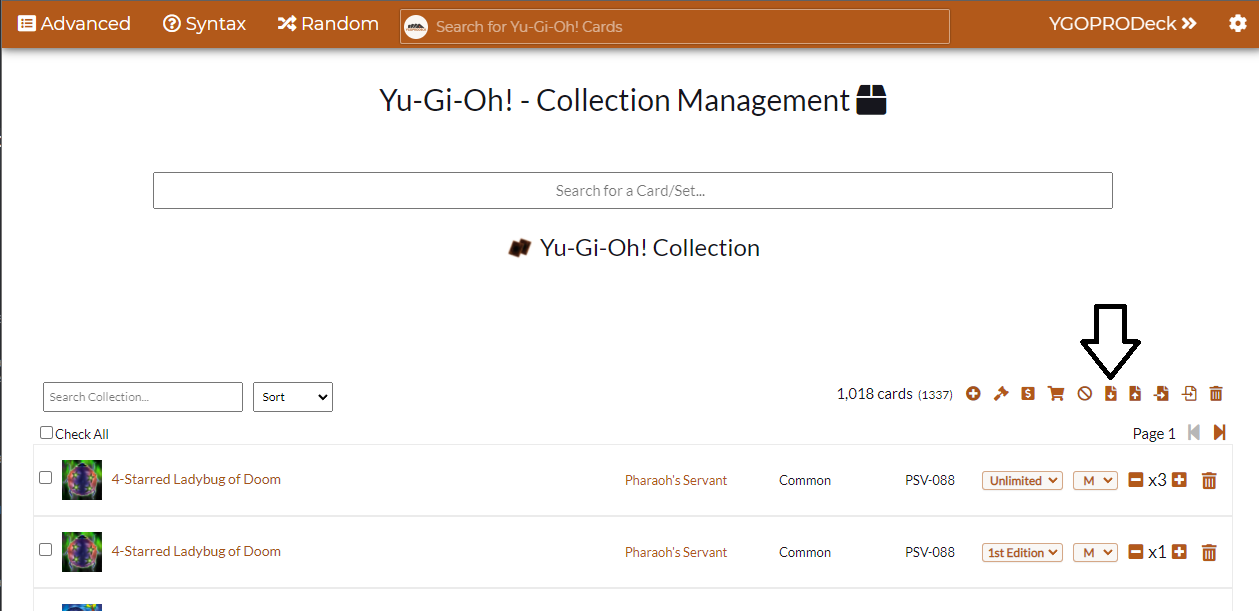 Advanced Syntax Random Search for Yu-Gi-Oh! Cards YGOPRODeck
Yu-Gi-Oh! - Collection Management
Search for a Card/Set...
Yu-Gi-Oh! Collection
Search Collection... Sort 1,018 cards (1337)
Check All Page 1
4-Starred Ladybug of Doom Pharaoh's Servant Common PSV-088 Unlimited M x3
4-Starred Ladybug of Doom Pharaoh's Servant Common PSV-088 1st Edition M x1